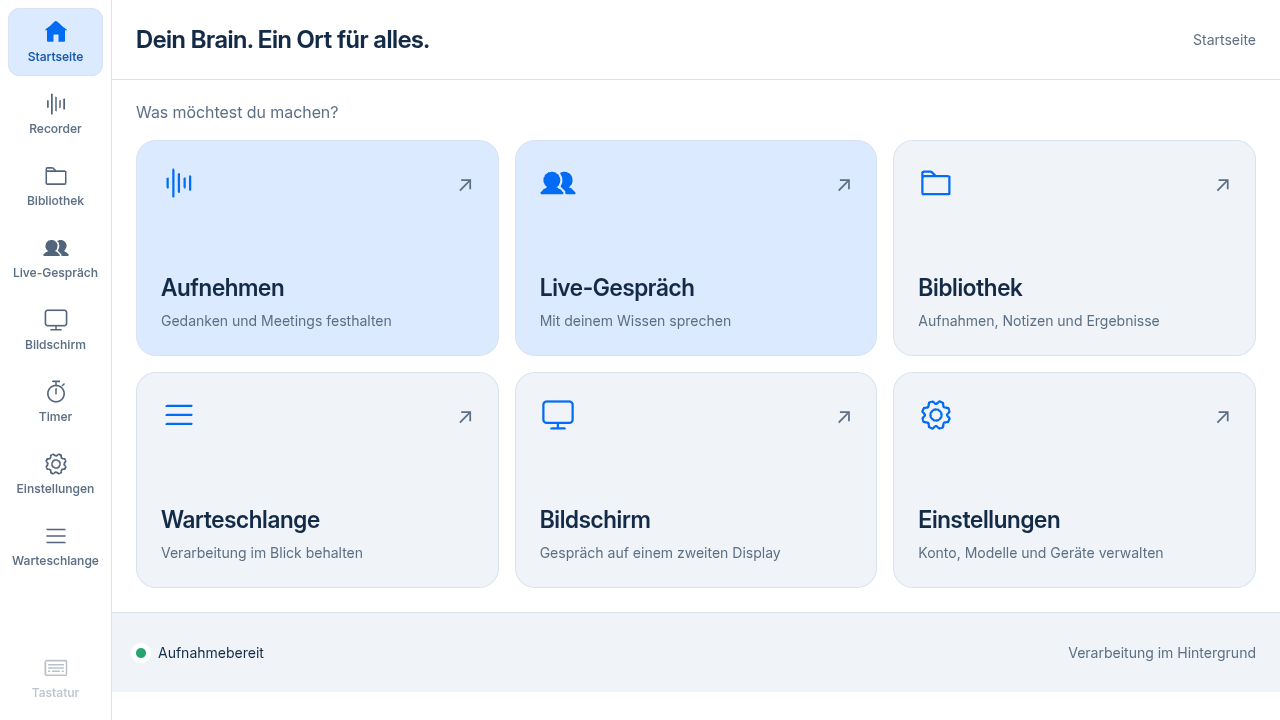 Startseite
Recorder
Bibliothek
Live-Gespräch
Bildschirm
Timer
Einstellungen
Warteschlange
Tastatur
Dein Brain. Ein Ort für alles.
Startseite
Was möchtest du machen?
Aufnehmen
Gedanken und Meetings festhalten
Live-Gespräch
Mit deinem Wissen sprechen
Bibliothek
Aufnahmen, Notizen und Ergebnisse
Warteschlange
Verarbeitung im Blick behalten
Bildschirm
Gespräch auf einem zweiten Display
Einstellungen
Konto, Modelle und Geräte verwalten
Aufnahmebereit
Verarbeitung im Hintergrund